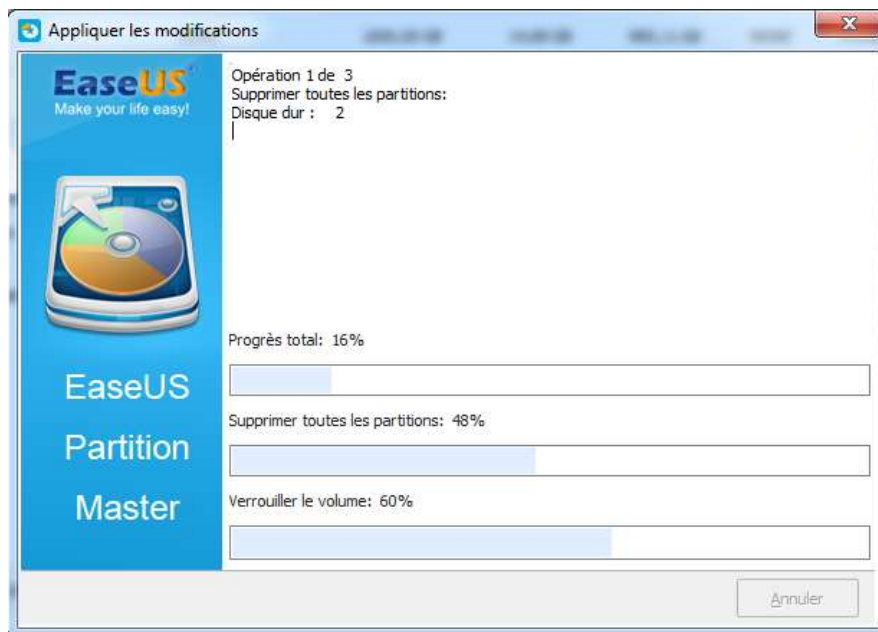 Appliquer les modifications
EaseUS
Make your life easy!
EaseUS
Partition
Master
Opération 1 de 3
Supprimer toutes les partitions:
Disque dur : 2
Progrès total: 16%
Supprimer toutes les partitions: 48%
Verrouiller le volume: 60%
Annuler